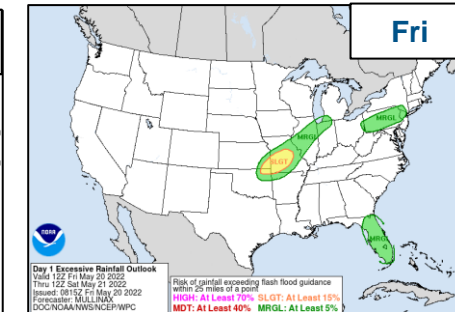 Fri
MRGL
MRGL
SLGT
MRGL
NOAA
Day 1 Excessive Rainfall Outlook
Valid 12Z Fri May 20 2022
Thru 12Z Sat May 21 2022
Issued: 0815Z Fri May 20 2022
Forecaster: MULLINAX
DOC/NOAA/NWS/NCEP/WPC
Risk of rainfall exceeding flash flood guidance
within 25 miles of a point
HIGH: At Least 70% SLGT: At Least 15%
MDT: At Least 40% MRGL: At Least 5%